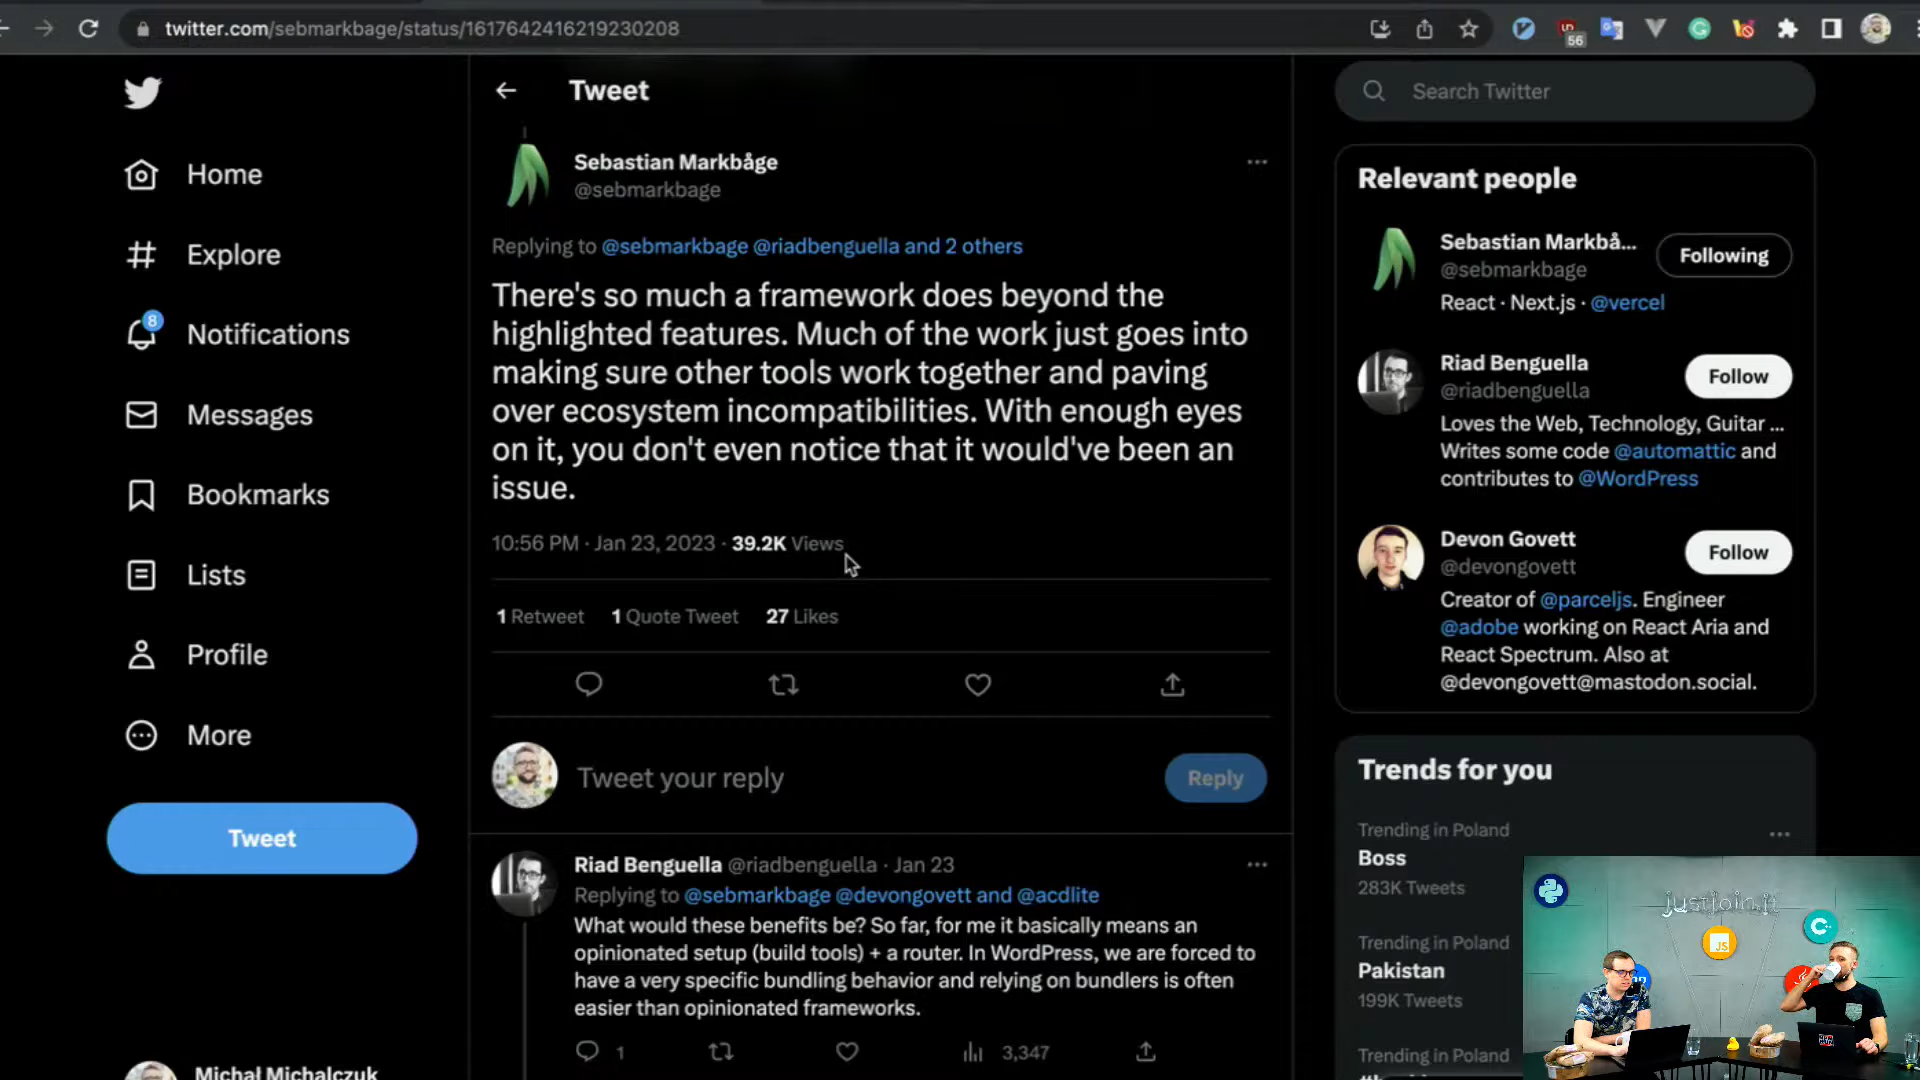 twitter.com/sebmarkbage/status/1617642416219230208
56
Home
Explore
8
Notifications
Messages
Bookmarks
Lists
Profile
More
Tweet
Michał Michalczuk
Tweet
Sebastian Markbåge
@sebmarkbage
Replying to @sebmarkbage @riadbenguella and 2 others
There's so much a framework does beyond the
highlighted features. Much of the work just goes into
making sure other tools work together and paving
over ecosystem incompatibilities. With enough eyes
on it, you don't even notice that it would've been an
issue.
10:56 PM · Jan 23, 2023 · 39.2K Views
1 Retweet 1 Quote Tweet 27 Likes
Tweet your reply
Reply
Riad Benguella @riadbenguella · Jan 23
Replying to @sebmarkbage @devongovett and @acdlite
What would these benefits be? So far, for me it basically means an
opinionated setup (build tools) + a router. In WordPress, we are forced to
have a very specific bundling behavior and relying on bundlers is often
easier than opinionated frameworks.
1
3,347
Search Twitter
Relevant people
Sebastian Markbå...
@sebmarkbage
Following
React · Next.js · @vercel
Riad Benguella
@riadbenguella
Follow
Loves the Web, Technology, Guitar ...
Writes some code @automattic and
contributes to @WordPress
Devon Govett
@devongovett
Follow
Creator of @parceljs. Engineer
@adobe working on React Aria and
React Spectrum. Also at
@devongovett@mastodon.social.
Trends for you
Trending in Poland
Boss
283K Tweets
Trending in Poland
Pakistan
199K Tweets
Trending in Poland
justjoin.it
JS
C+